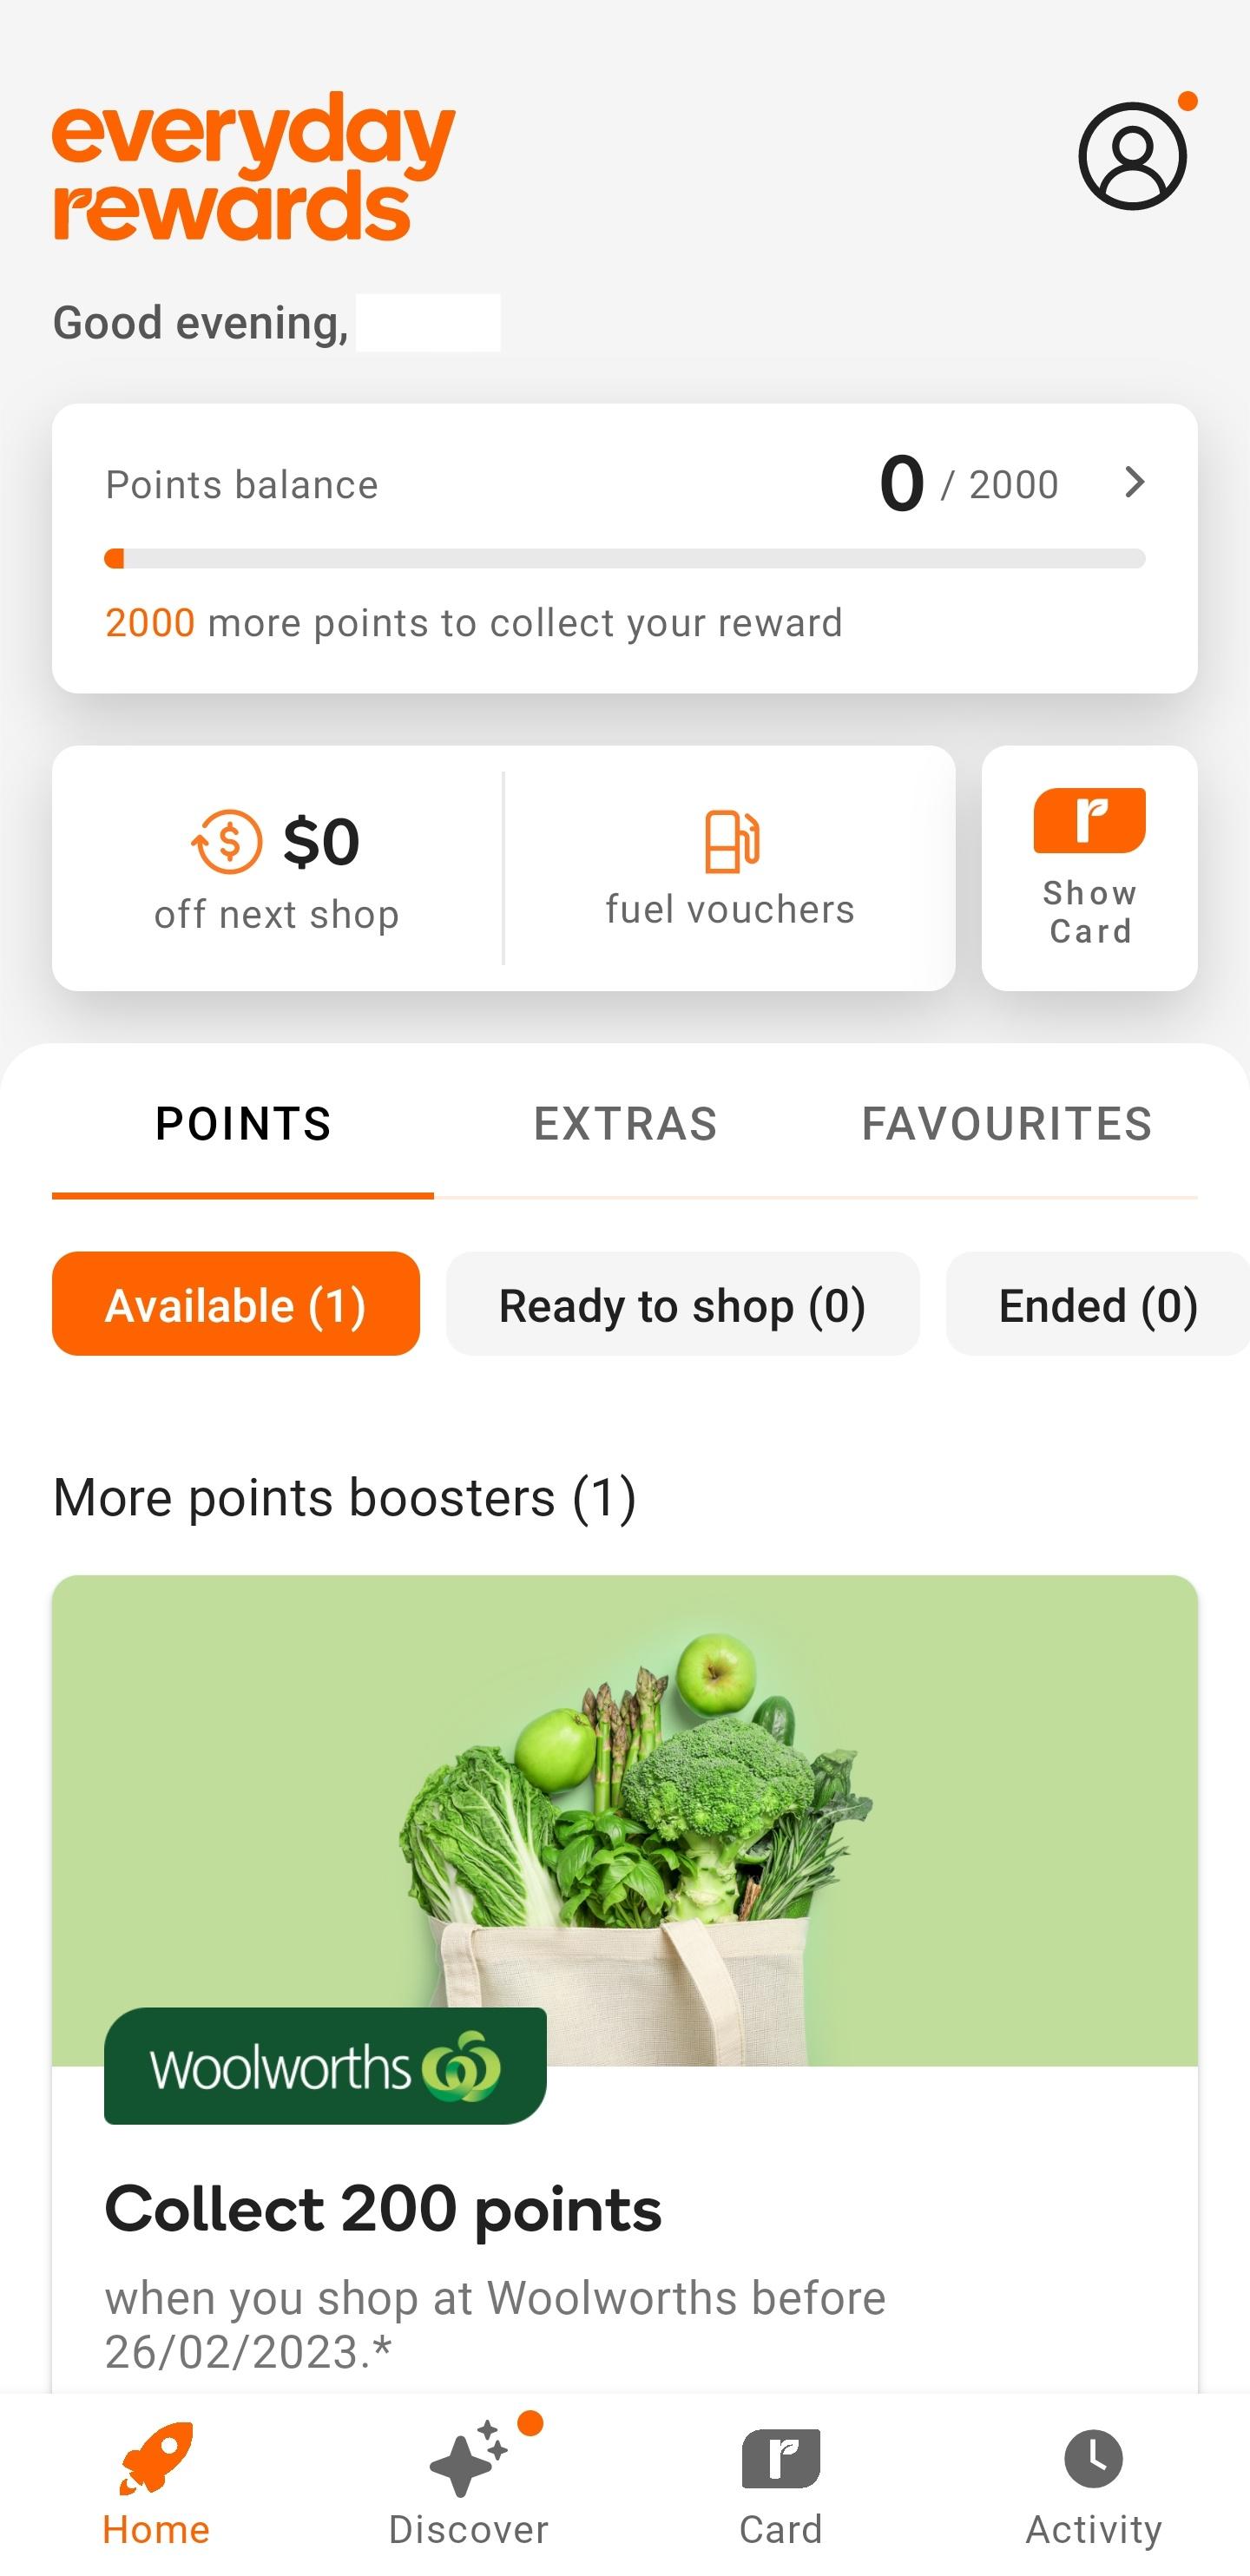 everyday
rewards
Good evening,
Points balance
0 / 2000
2000 more points to collect your reward
$0
off next shop
fuel vouchers
Show
Card
POINTS
EXTRAS
FAVOURITES
Available (1)
Ready to shop (0)
Ended (0)
More points boosters (1)
Woolworths
Collect 200 points
when you shop at Woolworths before
26/02/2023.*
Home
Discover
Card
Activity